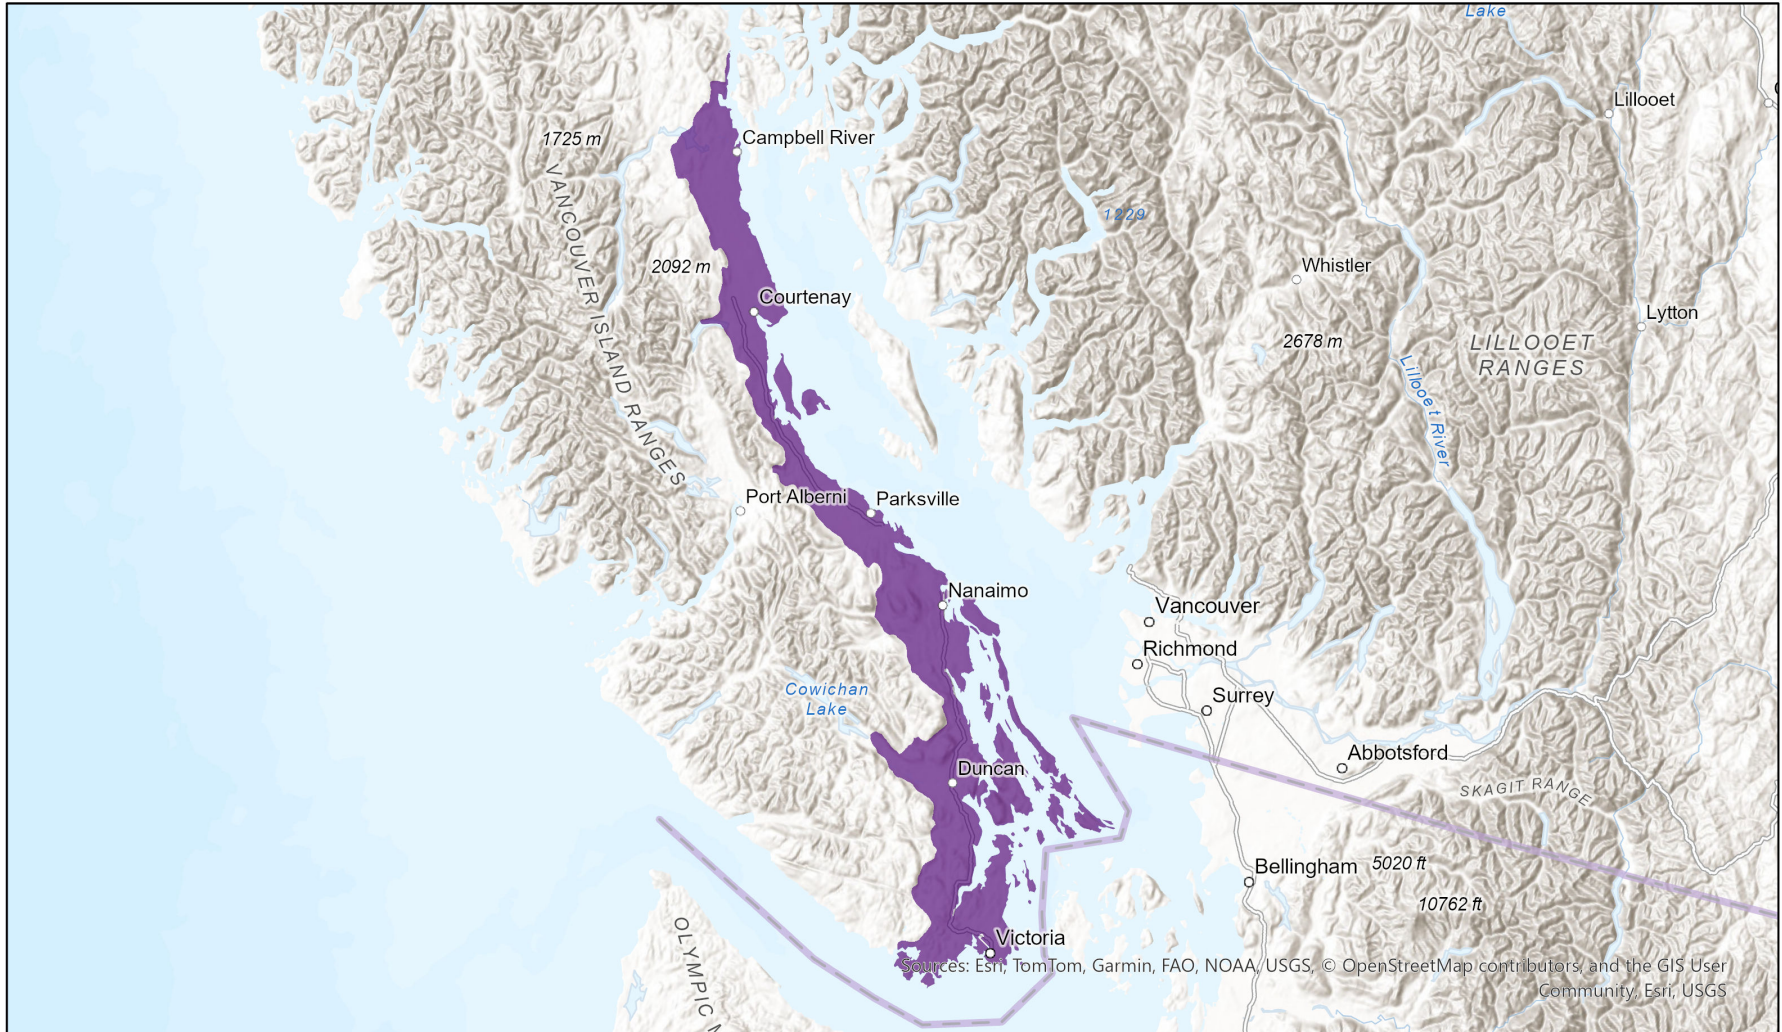 Lake
Lillooet
1725 m
Campbell River
VANCOUVER ISLAND RANGES
1229
2092 m
Whistler
Courtenay
Lytton
2678 m
LILLOOET
RANGES
Lillooet River
Port Alberni
Parksville
Nanaimo
Vancouver
Richmond
Cowichan
Lake
Surrey
Abbotsford
Duncan
SKAGIT RANGE
Bellingham
5020 ft
10762 ft
OLYMPIC
Victoria
Sources: Esri, TomTom, Garmin, FAO, NOAA, USGS, © OpenStreetMap contributors, and the GIS User
Community, Esri, USGS